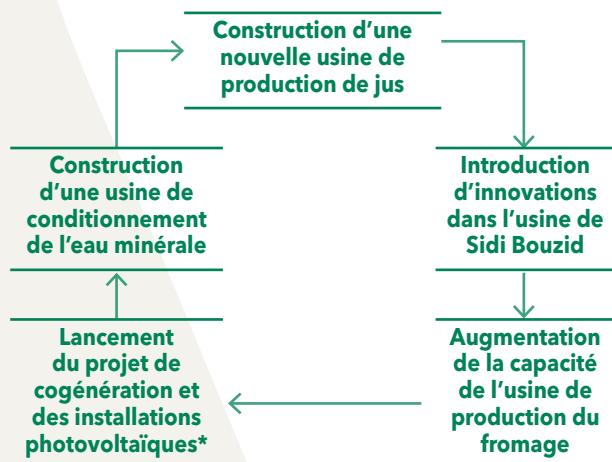 Construction d’une
nouvelle usine de
production de jus
Construction
d’une usine de
conditionnement
de l’eau minérale
Introduction
d’innovations
dans l’usine de
Sidi Bouzid
Lancement
du projet de
cogénération et
des installations
photovoltaïques*
Augmentation
de la capacité
de l’usine de
production du
fromage